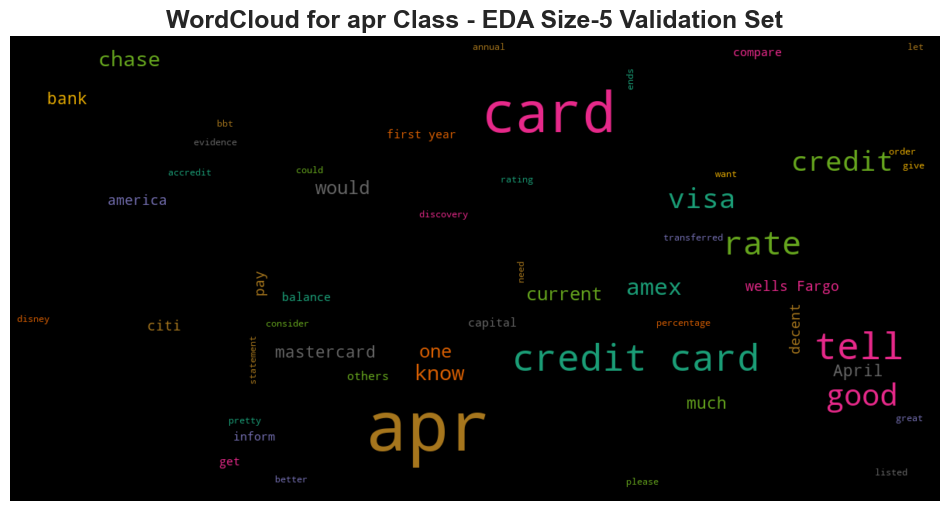 WordCloud for apr Class - EDA Size-5 Validation Set
annual
let
compare
chase
ends
bank
card
bbt
first year
evidence
order
credit
give
accredit
could
want
rating
would
visa
america
discovery
transferred
rate
need
pay
balance
current
amex
wells Fargo
disney
citi
consider
capital
percentage
decent
statement
mastercard
one
tell
credit card
April
others
know
good
much
pretty
great
apr
inform
get
better
listed
please